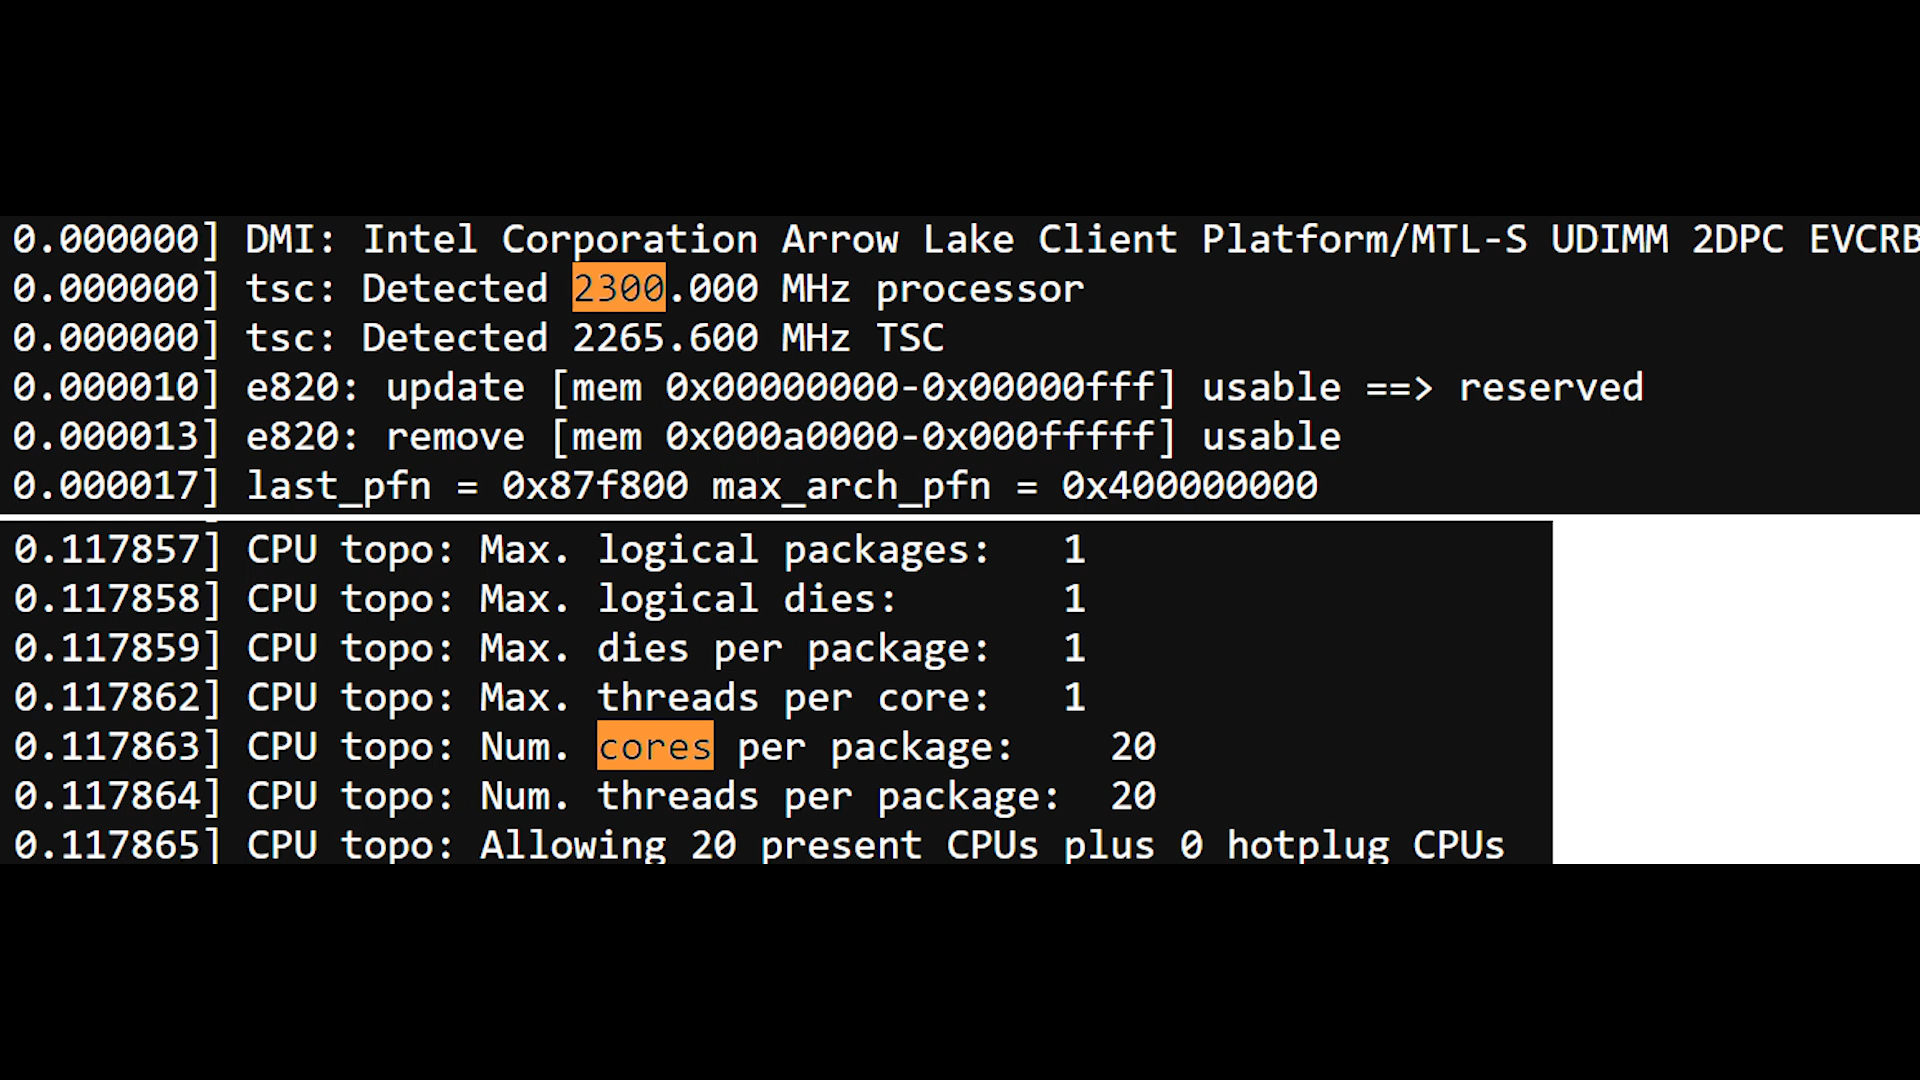 0.000000] DMI: Intel Corporation Arrow Lake Client Platform/MTL-S UDIMM 2DPC EVCRB
0.000000] tsc: Detected 2300.000 MHz processor
0.000000] tsc: Detected 2265.600 MHz TSC
0.000010] e820: update [mem 0x00000000-0x00000fff] usable ==> reserved
0.000013] e820: remove [mem 0x000a0000-0x000fffff] usable
0.000017] last_pfn = 0x87f800 max_arch_pfn = 0x400000000
0.117857] CPU topo: Max. logical packages:   1
0.117858] CPU topo: Max. logical dies:       1
0.117859] CPU topo: Max. dies per package:   1
0.117862] CPU topo: Max. threads per core:   1
0.117863] CPU topo: Num. cores per package:    20
0.117864] CPU topo: Num. threads per package:  20
0.117865] CPU topo: Allowing 20 present CPUs plus 0 hotplug CPUs